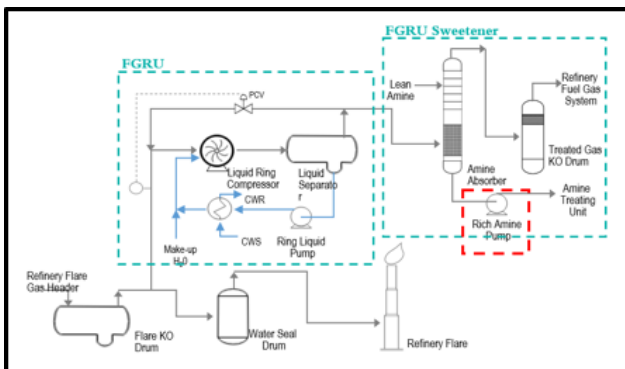 FGRU Sweetener
FGRU
PCV
Lean
Amine
Refinery
Fuel Gas
System
Liquid Ring
Compressor
Liquid
Separato
r
Treated Gas
KO Drum
Amine
Absorber
CWR
Amine
Treating
Unit
Ring Liquid
Pump
Rich Amine
Pump
CWS
Make-up
H₂0
Refinery Flare
Gas Header
Flare KO
Drum
Water Seal
Drum
Refinery Flare